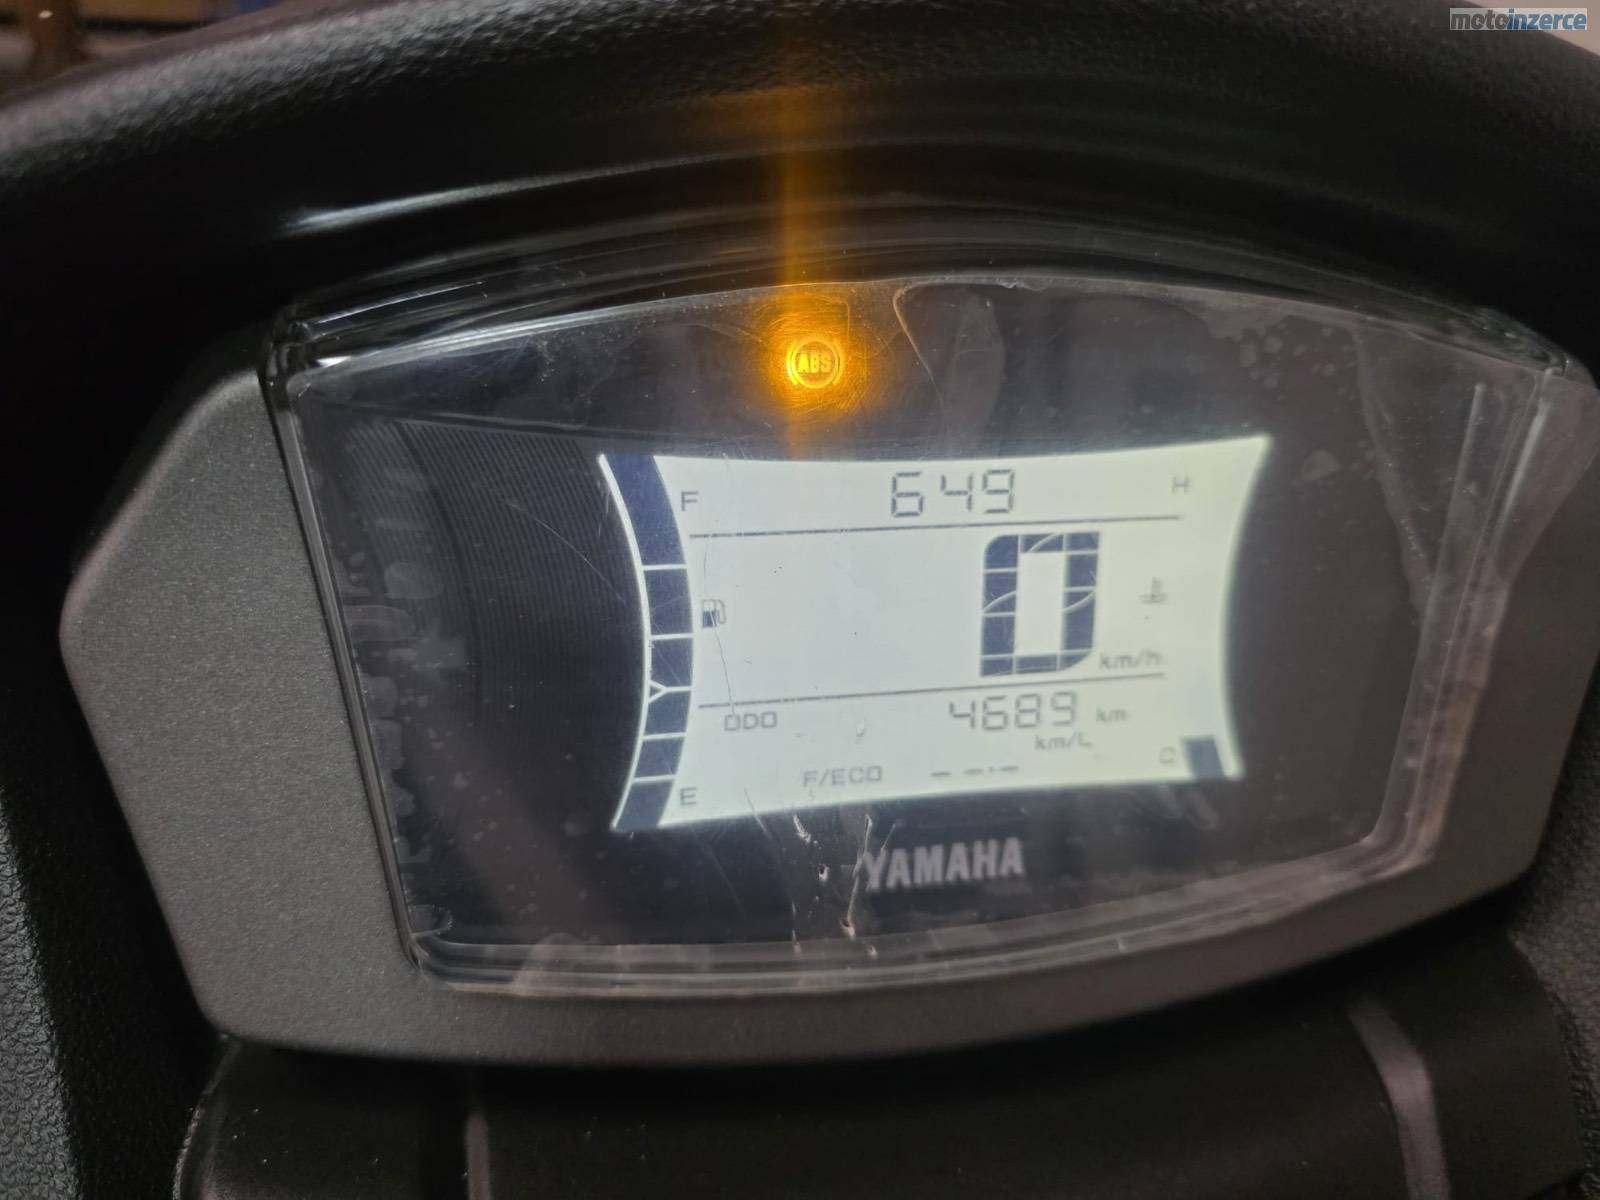 motoinzerce
ABS
F 649 H
0 km/h
ODO 4689 km
km/L
F/ECO --.- C
E
YAMAHA